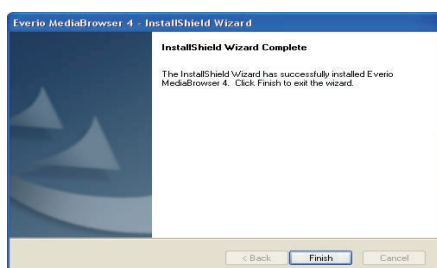 Everio MediaBrowser 4 - InstallShield Wizard
InstallShield Wizard Complete
The InstallShield Wizard has successfully installed Everio
MediaBrowser 4. Click Finish to exit the wizard.
< Back
Finish
Cancel